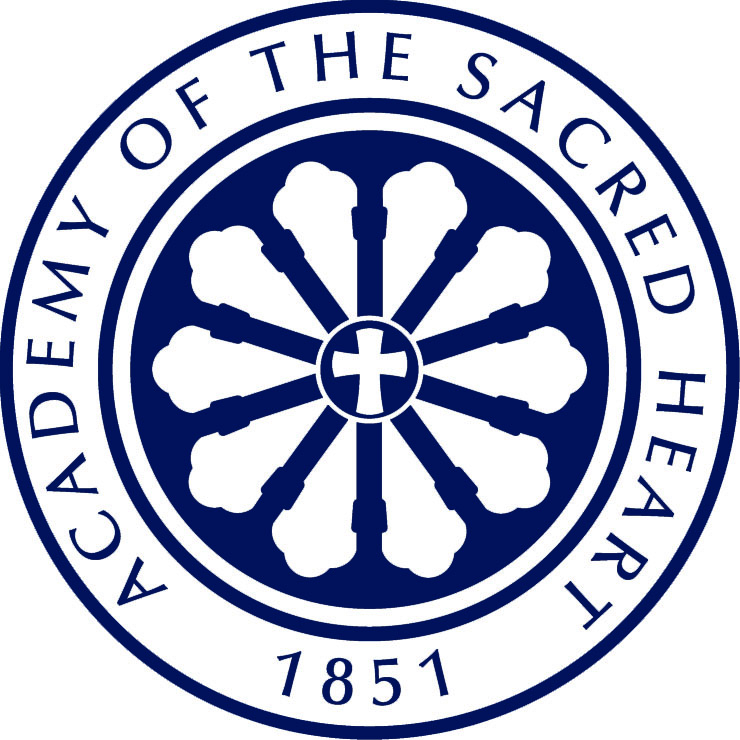 ACADEMY OF THE SACRED HEART
1851